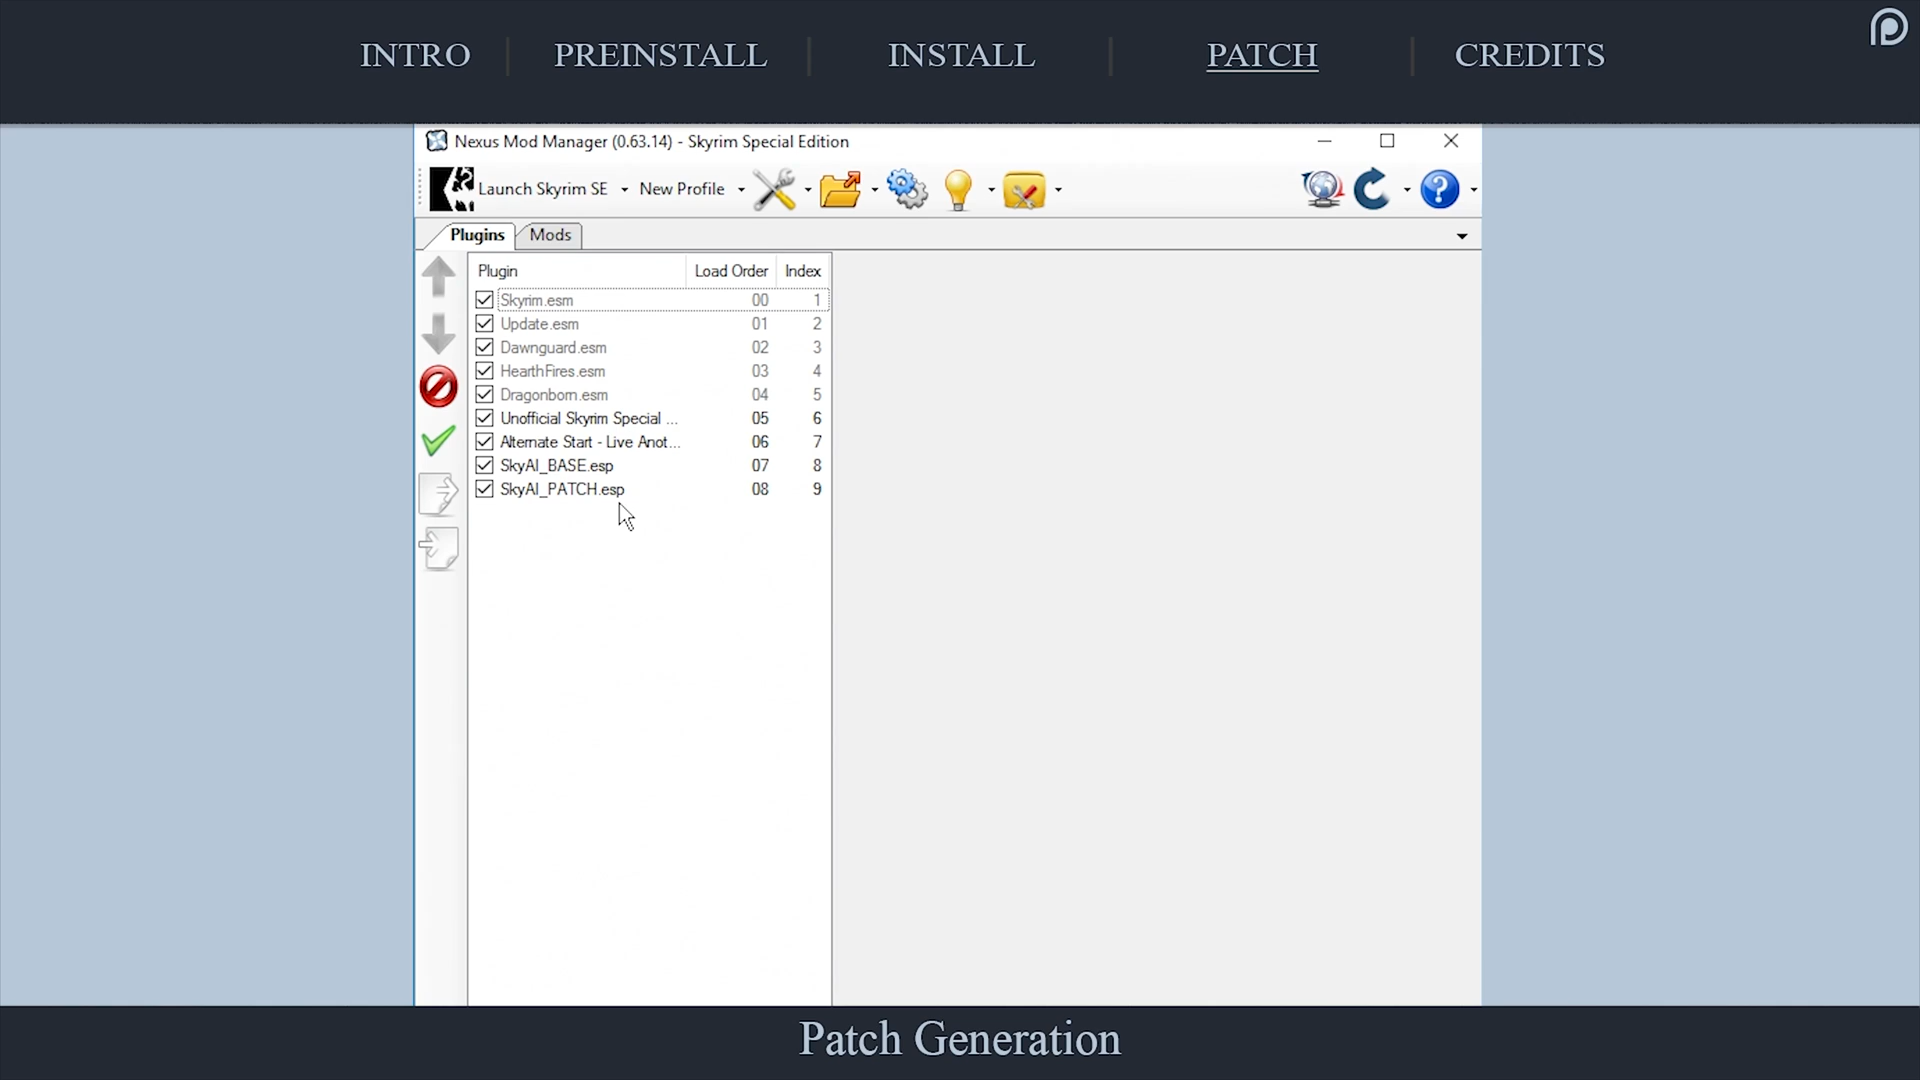 INTRO PREINSTALL INSTALL PATCH CREDITS
Nexus Mod Manager (0.63.14) - Skyrim Special Edition
Launch Skyrim SE New Profile
Plugins Mods
Plugin Load Order Index
Skyrim.esm 00 1
Update.esm 01 2
Dawnguard.esm 02 3
HearthFires.esm 03 4
Dragonborn.esm 04 5
Unofficial Skyrim Special ... 05 6
Alternate Start - Live Anot... 06 7
SkyAI_BASE.esp 07 8
SkyAI_PATCH.esp 08 9
Patch Generation